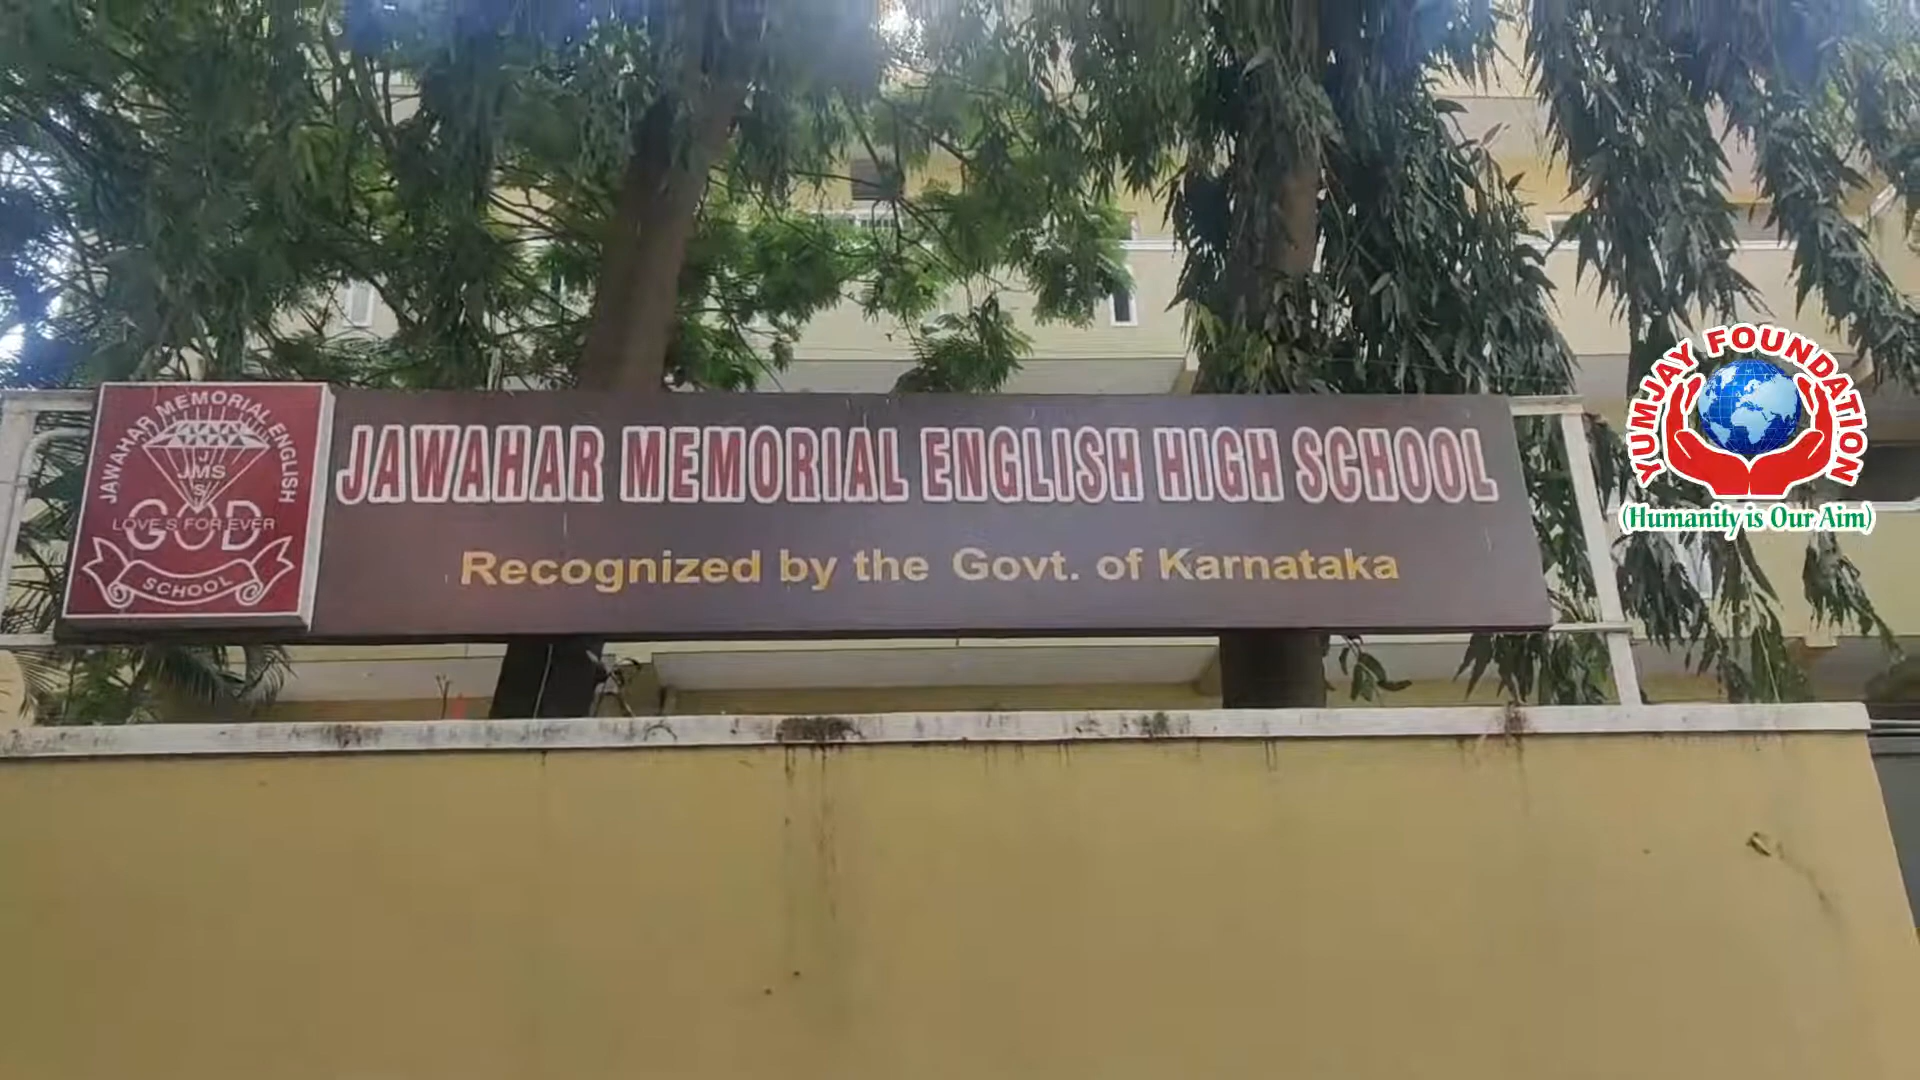 JAWAHAR MEMORIAL ENGLISH
J
JMS
S
GOD
LOVE S FOR EVER
SCHOOL
JAWAHAR MEMORIAL ENGLISH HIGH SCHOOL
Recognized by the Govt. of Karnataka
YUMJAY FOUNDATION
(Humanity is Our Aim)